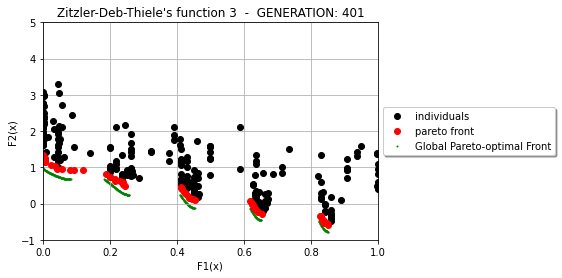 Zitzler-Deb-Thiele's function 3 - GENERATION: 401
5
4
3
2
1
0
−1
F2(x)
0.0 0.2 0.4 0.6 0.8 1.0
F1(x)
individuals
pareto front
Global Pareto-optimal Front